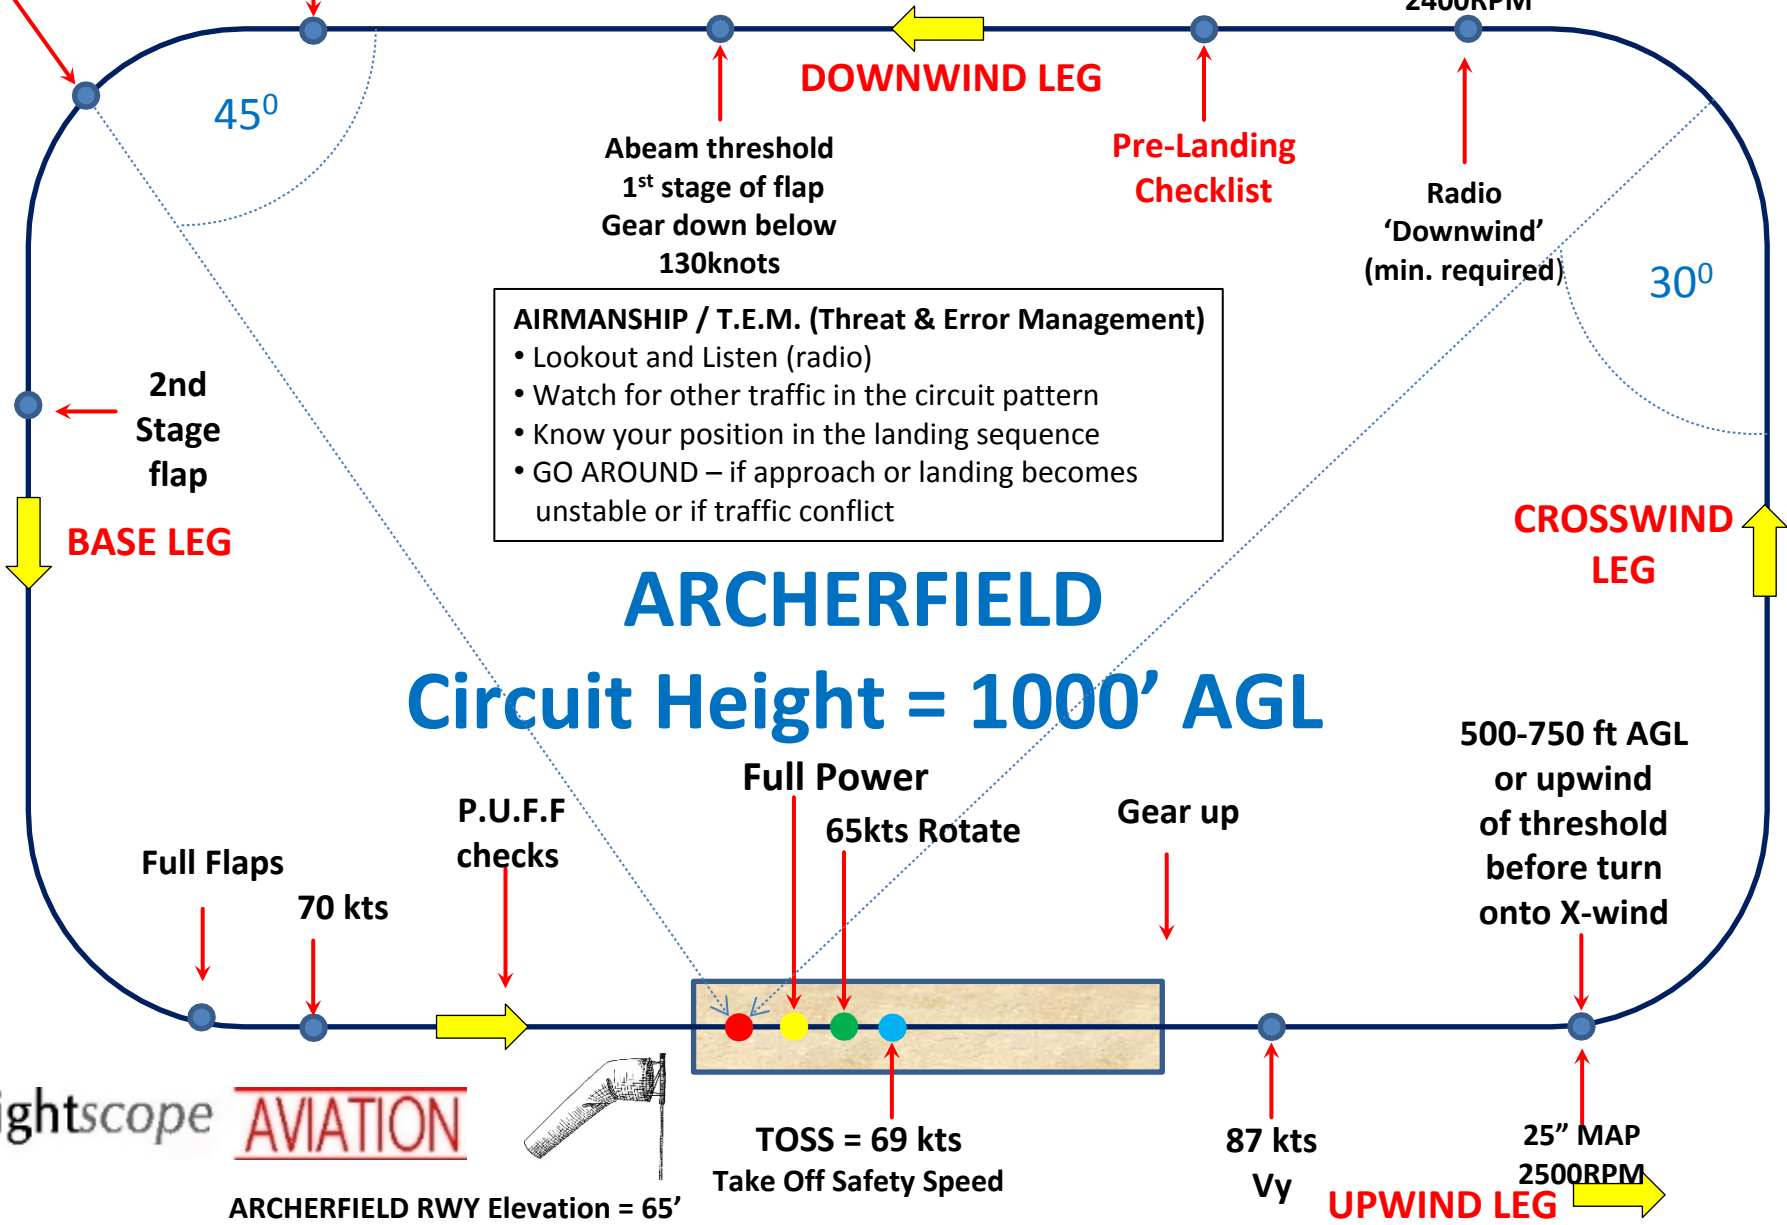 2400RPM
45⁰
DOWNWIND LEG
Abeam threshold
1st stage of flap
Gear down below
130knots
Pre-Landing
Checklist
Radio
‘Downwind’
(min. required)
30⁰
AIRMANSHIP / T.E.M. (Threat & Error Management)
• Lookout and Listen (radio)
• Watch for other traffic in the circuit pattern
• Know your position in the landing sequence
• GO AROUND – if approach or landing becomes
unstable or if traffic conflict
2nd
Stage
flap
BASE LEG
CROSSWIND
LEG
ARCHERFIELD
Circuit Height = 1000’ AGL
500-750 ft AGL
or upwind
of threshold
before turn
onto X-wind
Full Power
P.U.F.F
checks
65kts Rotate
Gear up
Full Flaps
70 kts
ightscope AVIATION
TOSS = 69 kts
Take Off Safety Speed
87 kts
Vy
25” MAP
2500RPM
UPWIND LEG
ARCHERFIELD RWY Elevation = 65’